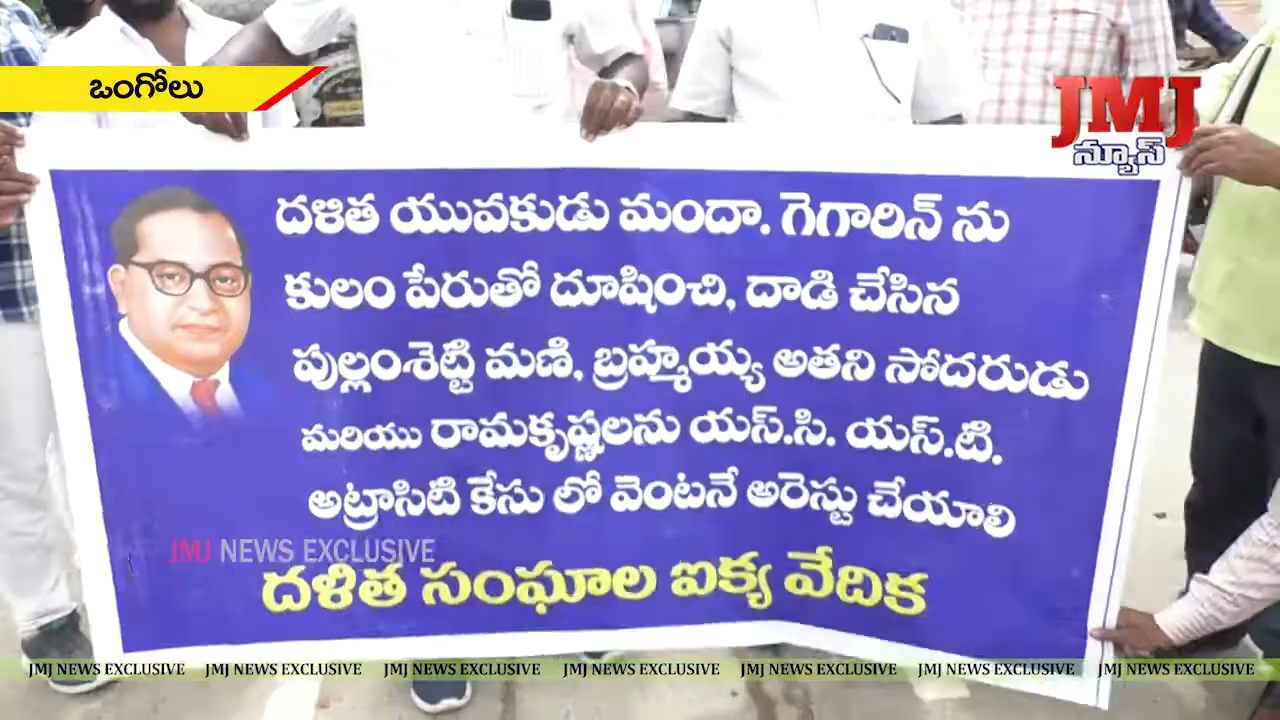 ఒంగోలు
JMJ
న్యూస్
దళిత యువకుడు మందా. గెగారిన్ ను
కులం పేరుతో దూషించి, దాడి చేసిన
పుల్లంశెట్టి మణి, బ్రహ్మయ్య అతని సోదరుడు
మరియు రామకృష్ణలను యస్.సి. యస్.టి.
అట్రాసిటి కేసు లో వెంటనే అరెస్టు చేయాలి
JMJ NEWS EXCLUSIVE
దళిత సంఘాల ఐక్య వేదిక
JMJ NEWS EXCLUSIVE JMJ NEWS EXCLUSIVE JMJ NEWS EXCLUSIVE JMJ NEWS EXCLUSIVE JMJ NEWS EXCLUSIVE JMJ NEWS EXCLUSIVE JMJ NEWS EXCLUSIVE